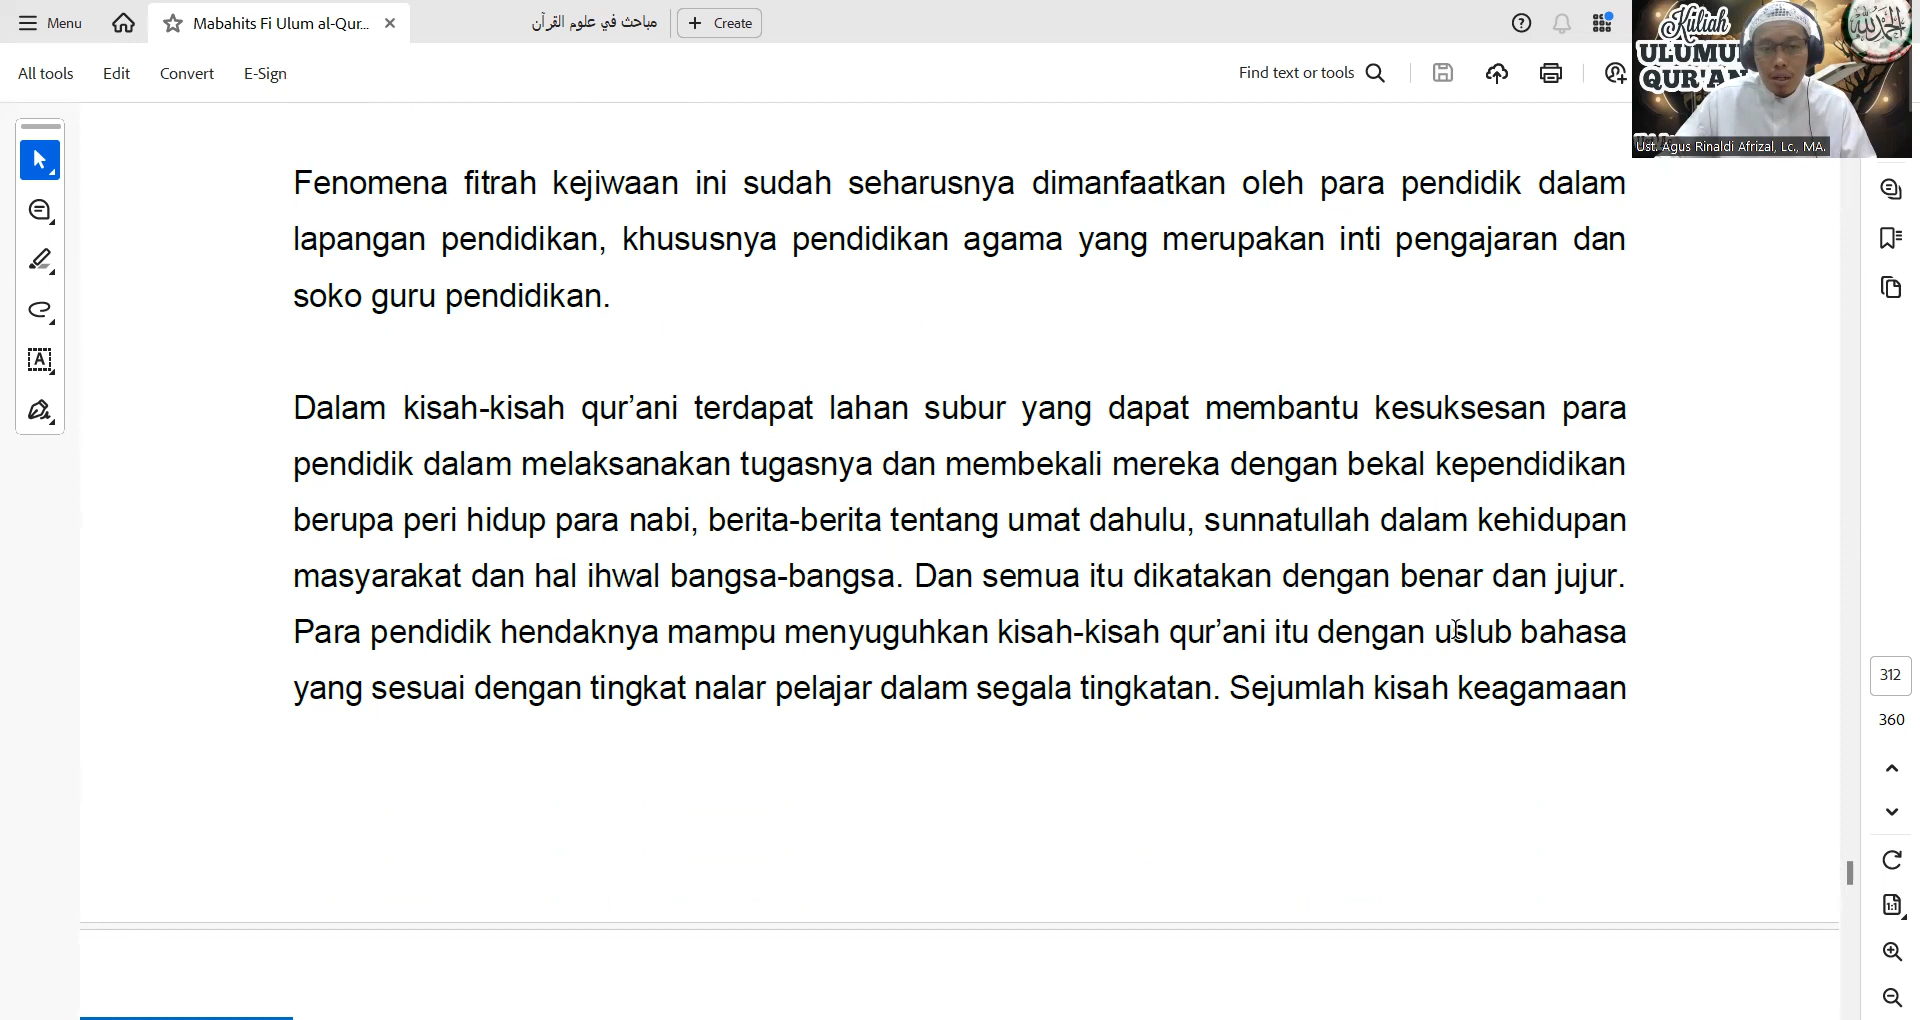 Menu
Mabahits Fi Ulum al-Qur...
مباحث في علوم القرآن
Create
All tools
Edit
Convert
E-Sign
Find text or tools
Kuliah
ULUMUL
QUR'AN
Ust. Agus Rinaldi Afrizal, Lc., MA.
Fenomena fitrah kejiwaan ini sudah seharusnya dimanfaatkan oleh para pendidik dalam
lapangan pendidikan, khususnya pendidikan agama yang merupakan inti pengajaran dan
soko guru pendidikan.
Dalam kisah-kisah qur’ani terdapat lahan subur yang dapat membantu kesuksesan para
pendidik dalam melaksanakan tugasnya dan membekali mereka dengan bekal kependidikan
berupa peri hidup para nabi, berita-berita tentang umat dahulu, sunnatullah dalam kehidupan
masyarakat dan hal ihwal bangsa-bangsa. Dan semua itu dikatakan dengan benar dan jujur.
Para pendidik hendaknya mampu menyuguhkan kisah-kisah qur’ani itu dengan uslub bahasa
yang sesuai dengan tingkat nalar pelajar dalam segala tingkatan. Sejumlah kisah keagamaan
312
360